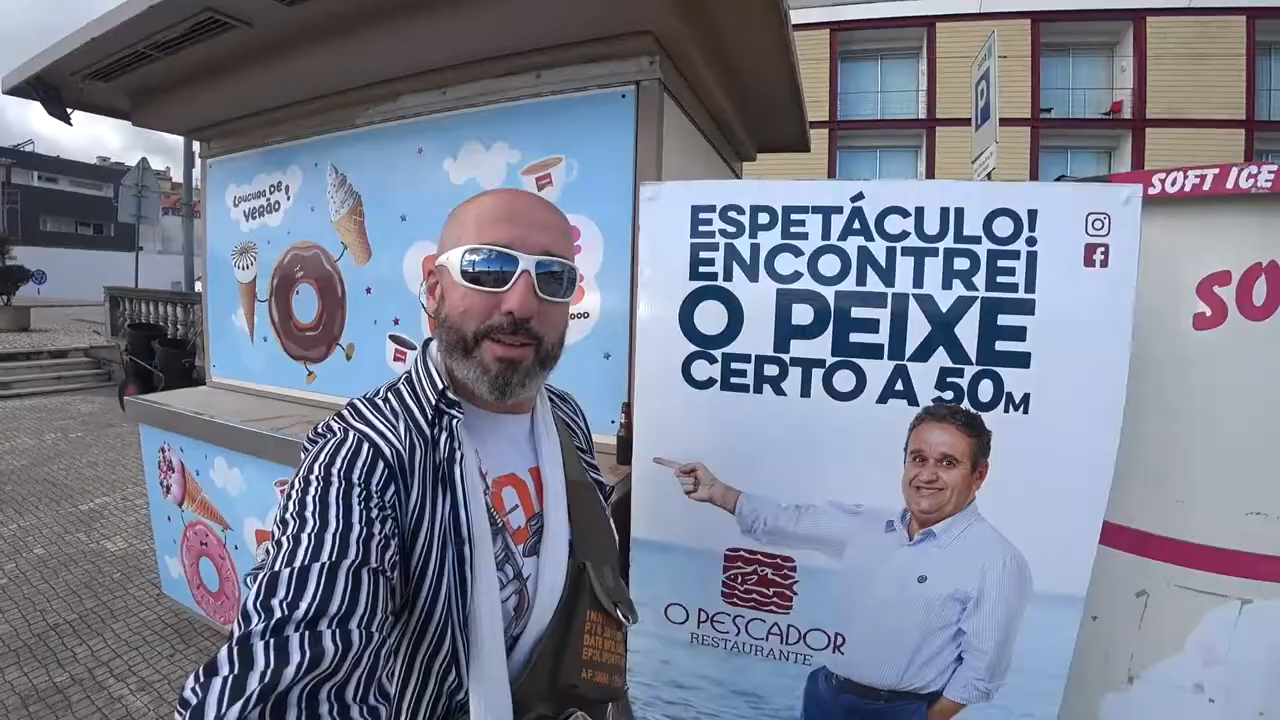 LOUCURA DE
VERÃO!
ESPETÁCULO!
ENCONTREI
O PEIXE
CERTO A 50M
O PESCADOR
RESTAURANTE
P
SOFT ICE
SO